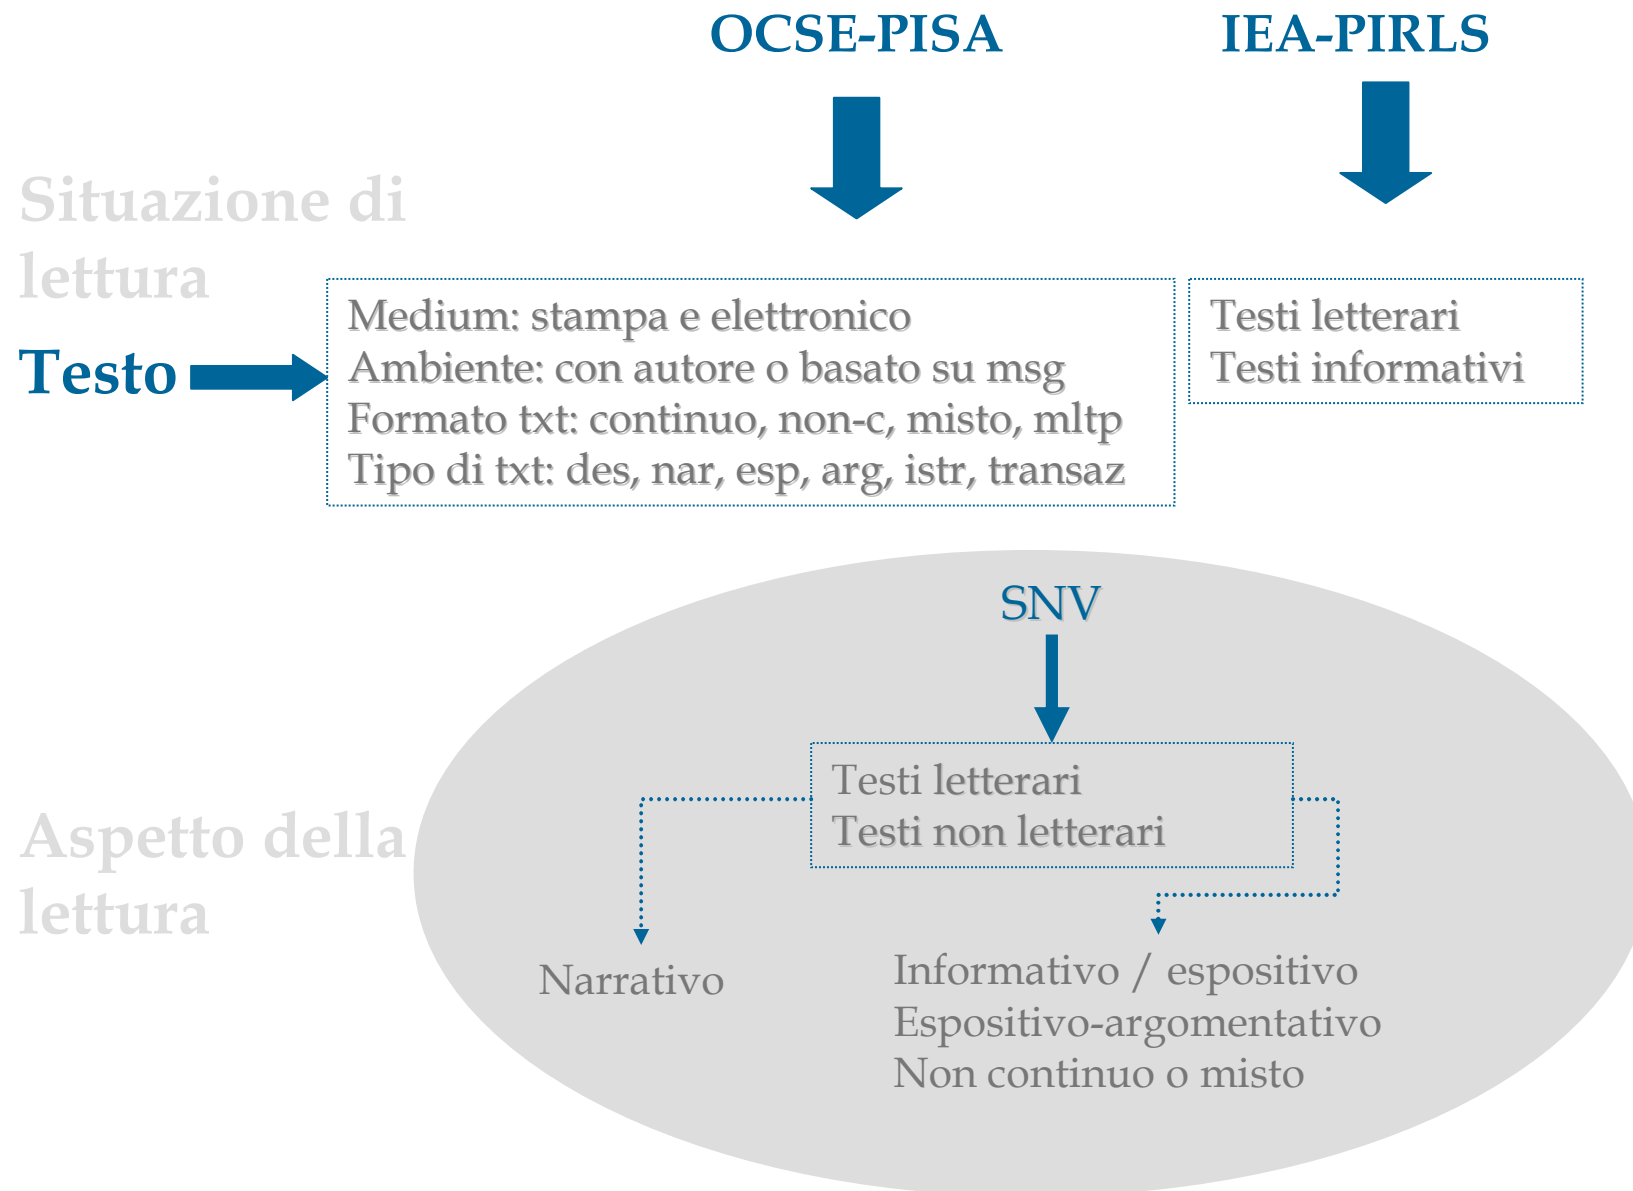 OCSE-PISA
IEA-PIRLS
Situazione di
lettura
Testo
Medium: stampa e elettronico
Ambiente: con autore o basato su msg
Formato txt: continuo, non-c, misto, mltp
Tipo di txt: des, nar, esp, arg, istr, transaz
Testi letterari
Testi informativi
SNV
Testi letterari
Testi non letterari
Aspetto della
lettura
Narrativo
Informativo / espositivo
Espositivo-argomentativo
Non continuo o misto